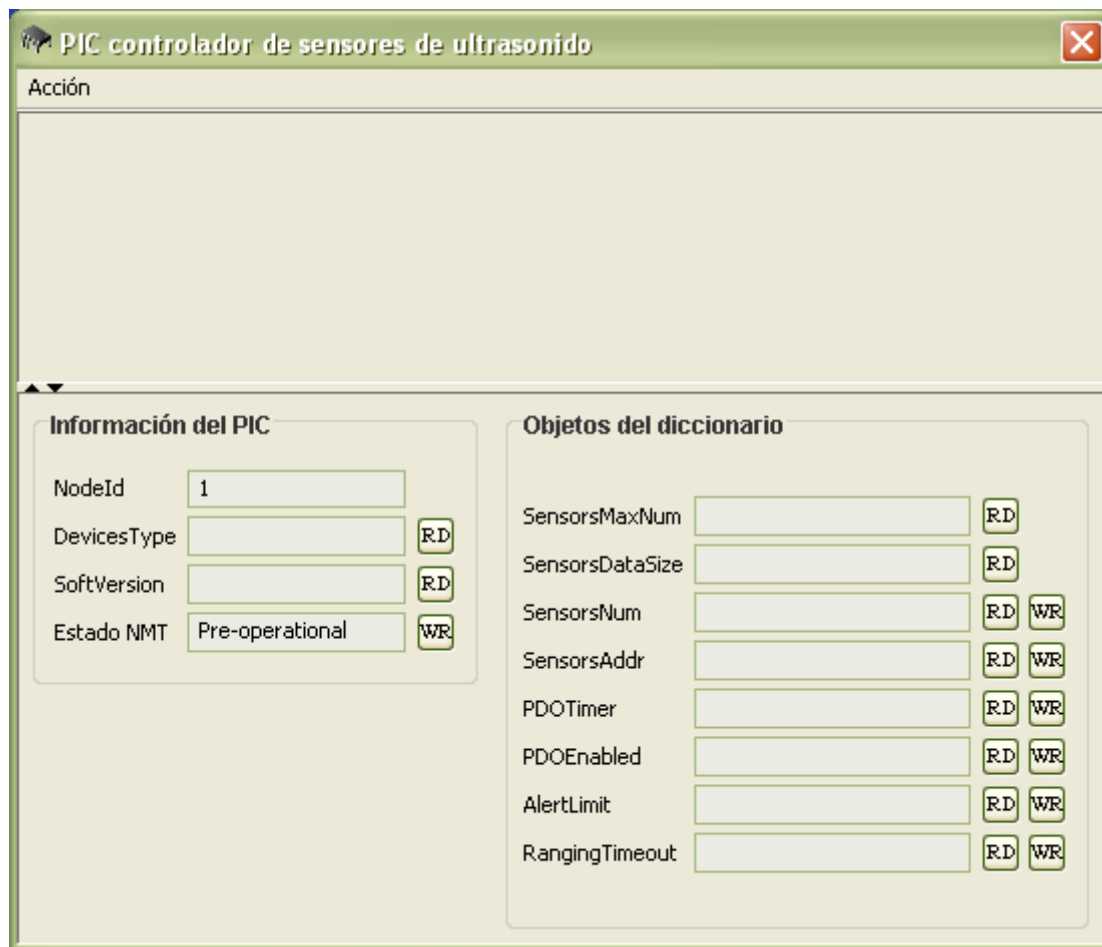 PIC controlador de sensores de ultrasonido
Acción
Información del PIC
NodeId 1
DevicesType RD
SoftVersion RD
Estado NMT Pre-operational WR
Objetos del diccionario
SensorsMaxNum RD
SensorsDataSize RD
SensorsNum RD WR
SensorsAddr RD WR
PDOTimer RD WR
PDOEnabled RD WR
AlertLimit RD WR
RangingTimeout RD WR